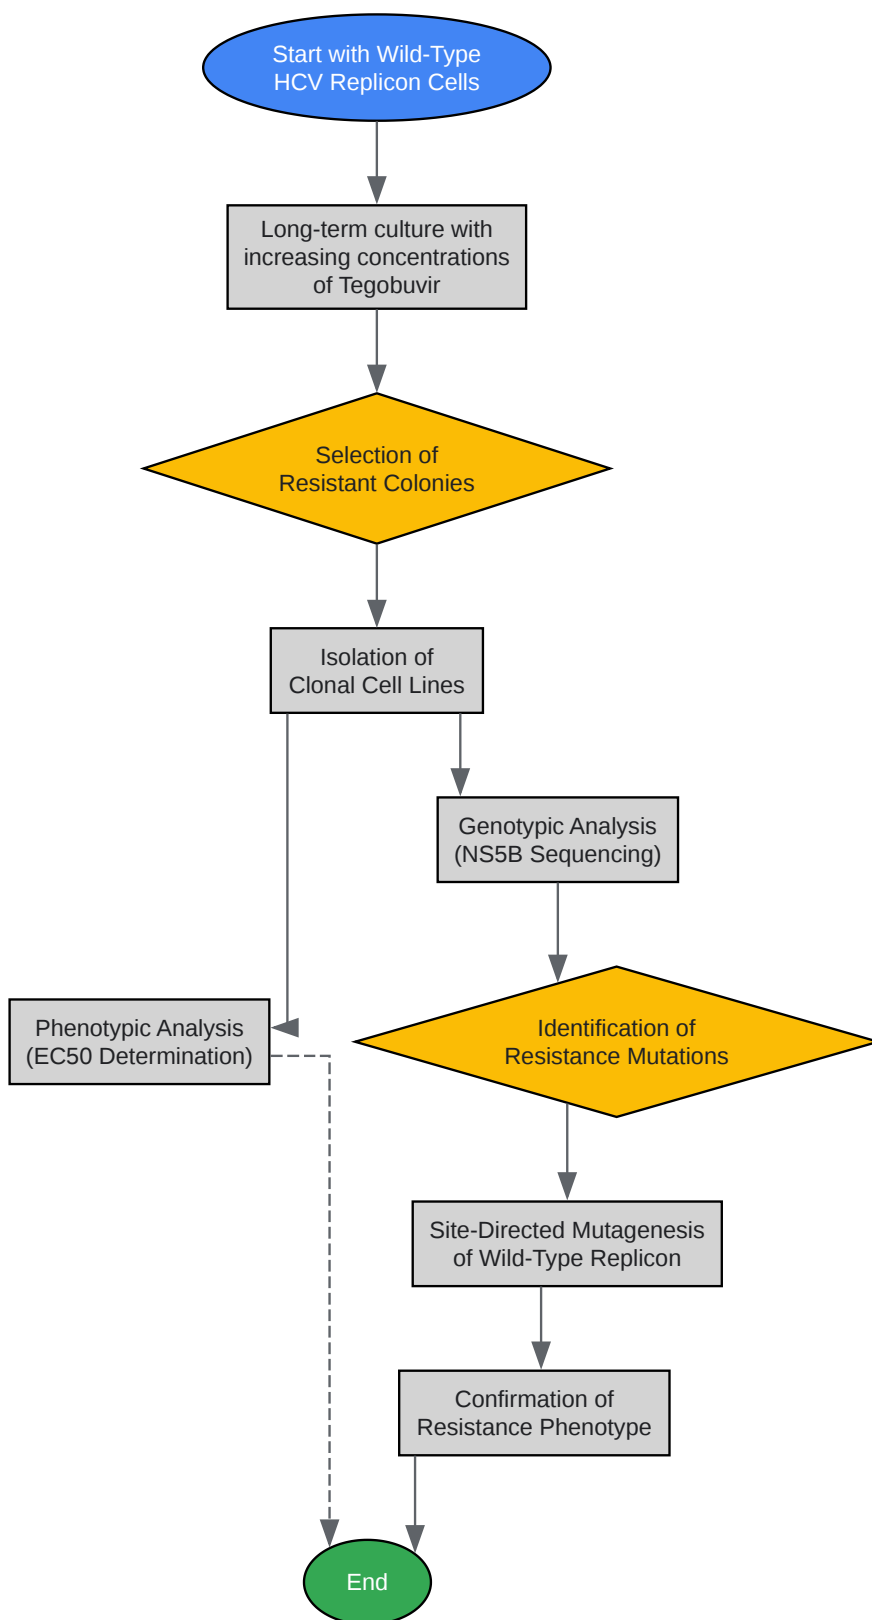 Start with Wild-Type
HCV Replicon Cells
Long-term culture with
increasing concentrations
of Tegobuvir
Selection of
Resistant Colonies
Isolation of
Clonal Cell Lines
Genotypic Analysis
(NS5B Sequencing)
Phenotypic Analysis
(EC50 Determination)
Identification of
Resistance Mutations
Site-Directed Mutagenesis
of Wild-Type Replicon
Confirmation of
Resistance Phenotype
End